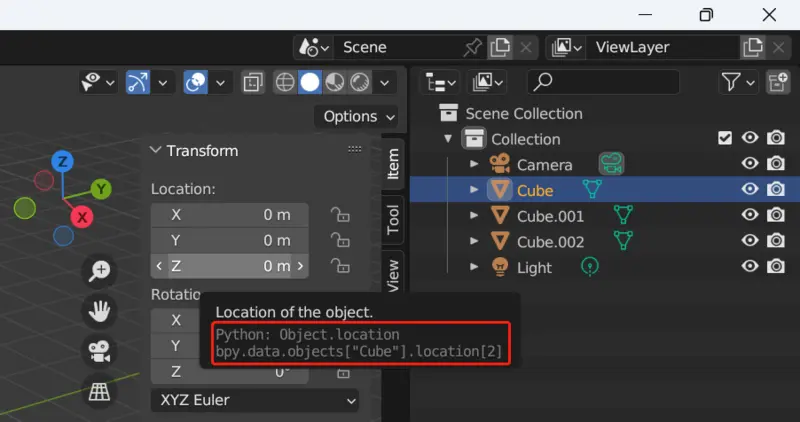 Scene
ViewLayer
Options
Transform
Location:
X 0 m
Y 0 m
Z 0 m
X
Y
Z 0°
XYZ Euler
Item
Tool
View
Z
Y
X
Location of the object.
Python: Object.location
bpy.data.objects["Cube"].location[2]
Scene Collection
Collection
Camera
Cube
Cube.001
Cube.002
Light